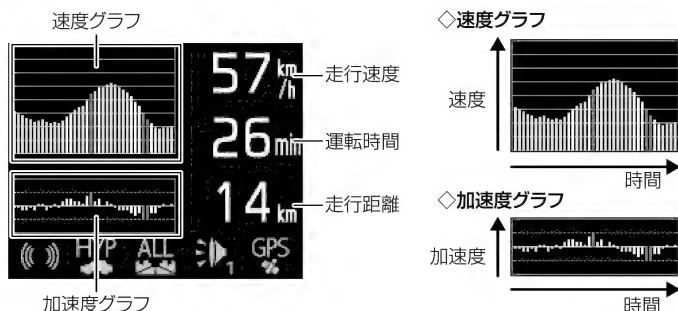 速度グラフ
57 km/h
走行速度
26 min
運転時間
14 km
走行距離
HYP ALL 1 GPS
加速度グラフ
◇速度グラフ
速度
時間
◇加速度グラフ
加速度
時間